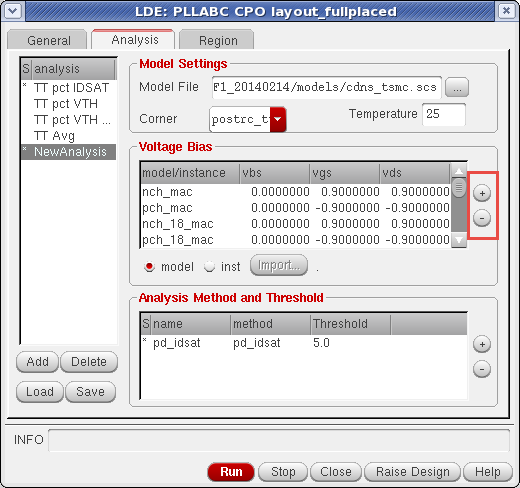 LDE: PLLABC CPO layout_fullplaced
General Analysis Region
S analysis
* TT pct IDSAT
TT pct VTH
TT pct VTH ...
TT Avg
* NewAnalysis
Add Delete
Load Save
Model Settings
Model File F1_20140214/models/cdns_tsmc.scs ...
Corner postrc_t Temperature 25
Voltage Bias
model/instance vbs vgs vds
nch_mac 0.0000000 0.9000000 0.9000000
pch_mac 0.0000000 -0.9000000 -0.9000000
nch_18_mac 0.0000000 0.9000000 0.9000000
pch_18_mac 0.0000000 -0.9000000 -0.9000000
+
-
model inst Import... .
Analysis Method and Threshold
S name method Threshold
* pd_idsat pd_idsat 5.0
+
-
INFO
Run Stop Close Raise Design Help